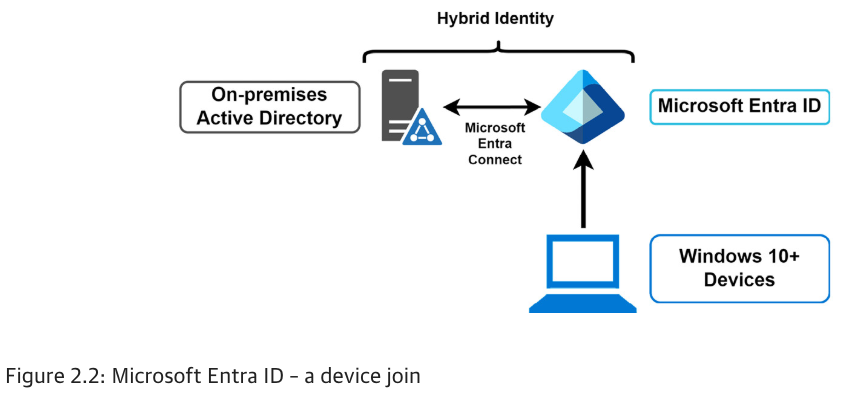 Hybrid Identity
On-premises
Active Directory
Microsoft
Entra
Connect
Microsoft Entra ID
Windows 10+
Devices
Figure 2.2: Microsoft Entra ID – a device join